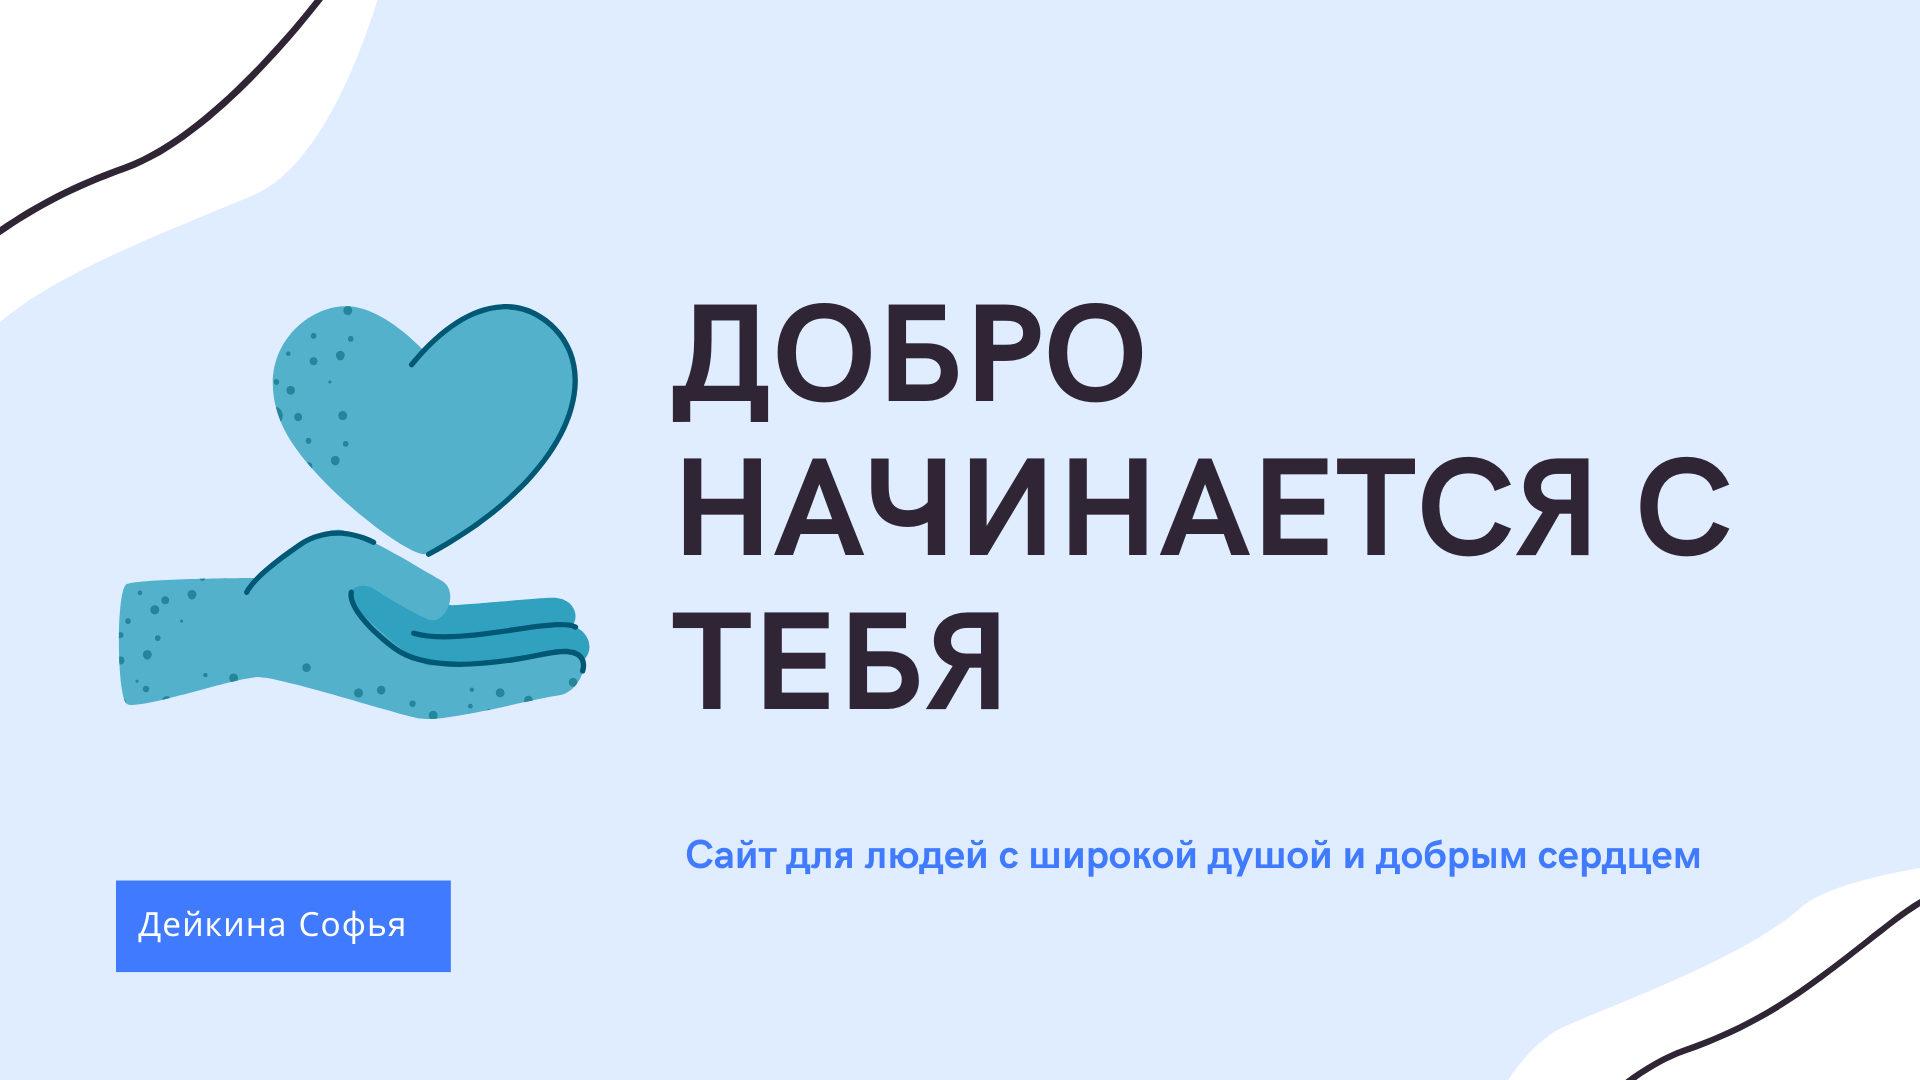 ДОБРО
НАЧИНАЕТСЯ С
ТЕБЯ
Сайт для людей с широкой душой и добрым сердцем
Дейкина Софья